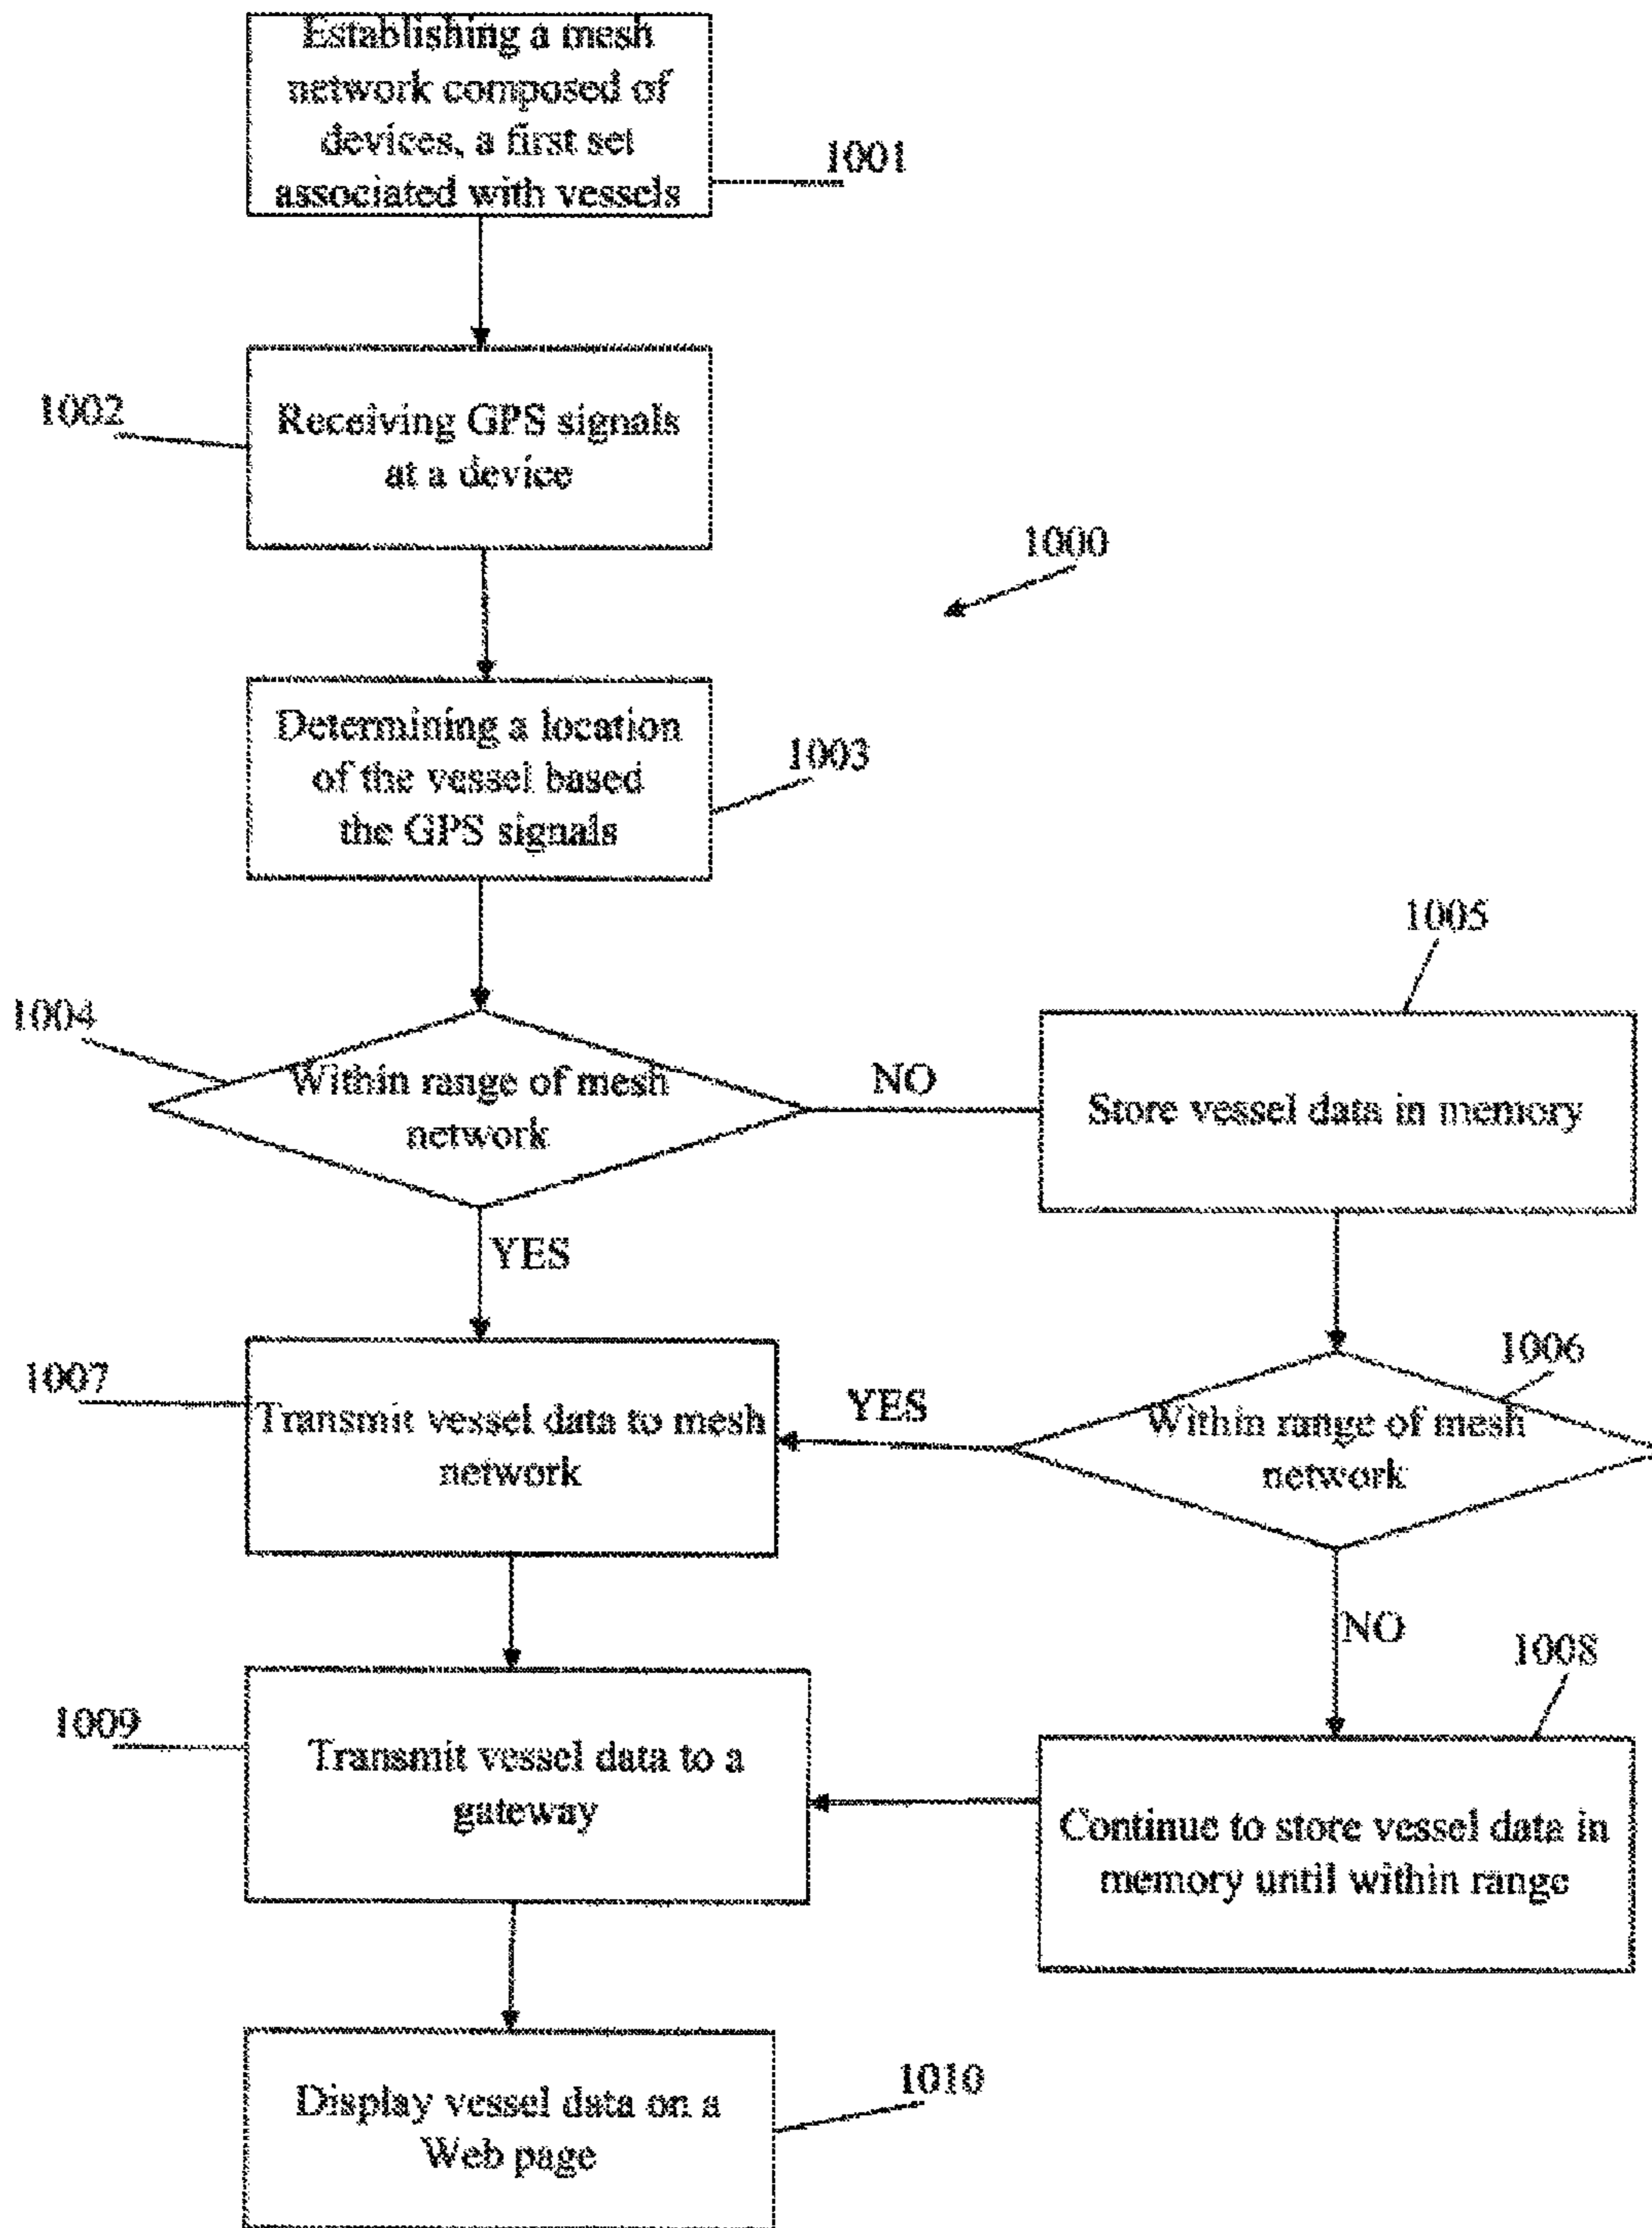 Establishing a mesh
network composed of
devices, a first set
associated with vessels
1001
1002
Receiving GPS signals
at a device
1000
Determining a location
of the vessel based
the GPS signals
1003
1004
Within range of mesh
network
NO
1005
Store vessel data in memory
YES
1007
Transmit vessel data to mesh
network
YES
1006
Within range of mesh
network
NO
1008
1009
Transmit vessel data to a
gateway
Continue to store vessel data in
memory until within range
Display vessel data on a
Web page
1010